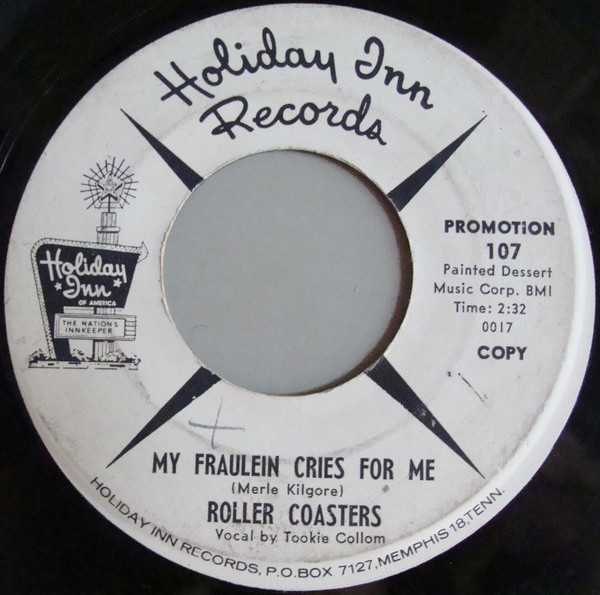 Holiday Inn
Records
Holiday
Inn
OF AMERICA
THE NATION'S
INNKEEPER
PROMOTiON
107
Painted Dessert
Music Corp. BMI
Time: 2:32
0017
COPY
MY FRAULEIN CRIES FOR ME
(Merle Kilgore)
ROLLER COASTERS
Vocal by Tookie Collom
HOLIDAY INN RECORDS, P.O.BOX 7127, MEMPHIS 18, TENN.